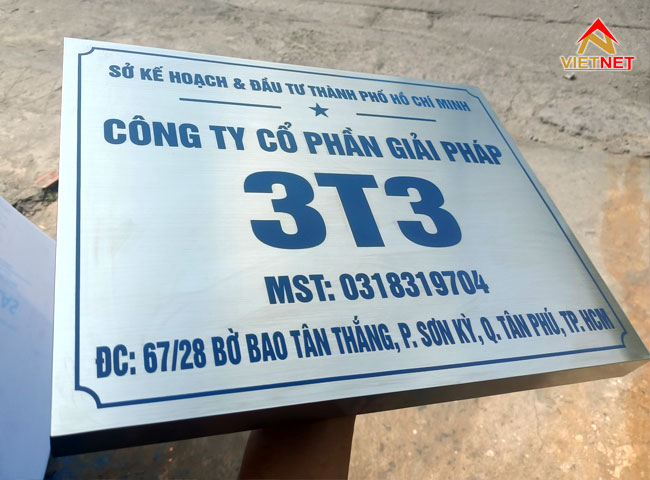 VIETNET
SỞ KẾ HOẠCH & ĐẦU TƯ THÀNH PHỐ HỒ CHÍ MINH
CÔNG TY CỔ PHẦN GIẢI PHÁP
3T3
MST: 0318319704
ĐC: 67/28 BỜ BAO TÂN THẮNG, P. SƠN KỲ, Q. TÂN PHÚ, TP. HCM